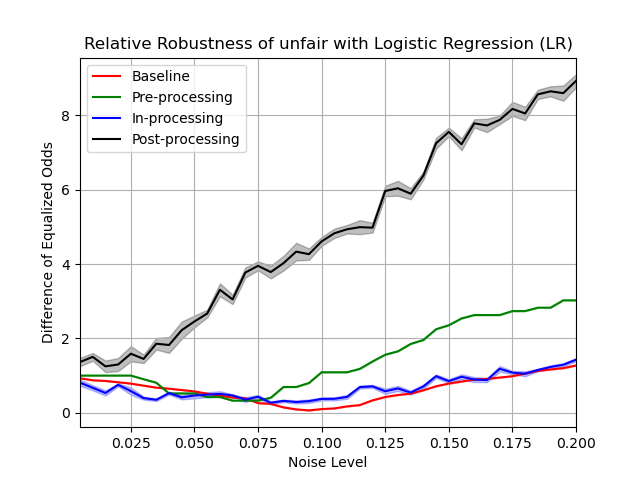 Relative Robustness of unfair with Logistic Regression (LR)
Baseline
Pre-processing
In-processing
Post-processing
Difference of Equalized Odds
8
6
4
2
0
0.025 0.050 0.075 0.100 0.125 0.150 0.175 0.200
Noise Level